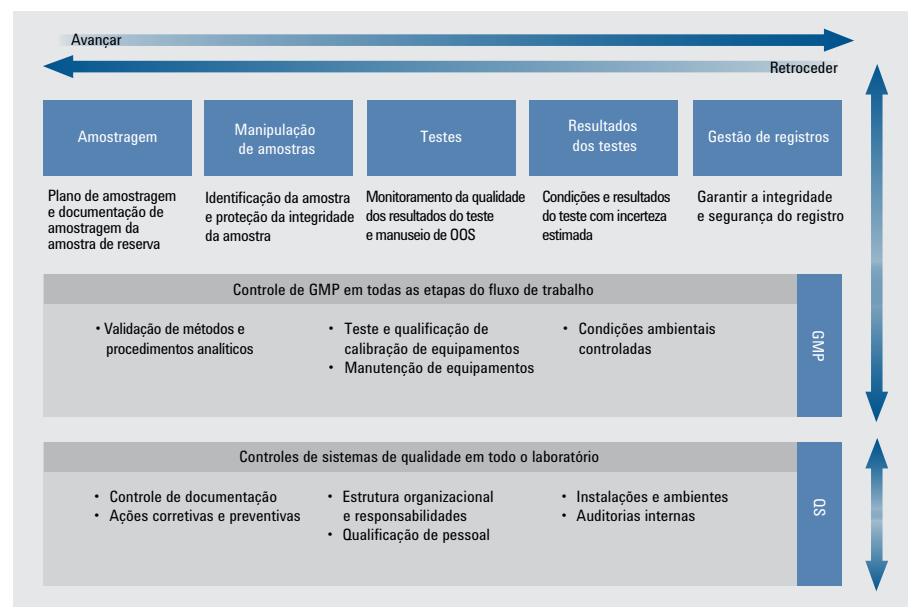 Avançar
Retroceder
Amostragem
Manipulação
de amostras
Testes
Resultados
dos testes
Gestão de registros
Plano de amostragem
e documentação de
amostragem da
amostra de reserva
Identificação da amostra
e proteção da integridade
da amostra
Monitoramento da qualidade
dos resultados do teste
e manuseio de OOS
Condições e resultados
do teste com incerteza
estimada
Garantir a integridade
e segurança do registro
Controle de GMP em todas as etapas do fluxo de trabalho
• Validação de métodos e
procedimentos analíticos
• Teste e qualificação de
calibração de equipamentos
• Manutenção de equipamentos
• Condições ambientais
controladas
GMP
Controles de sistemas de qualidade em todo o laboratório
• Controle de documentação
• Ações corretivas e preventivas
• Estrutura organizacional
e responsabilidades
• Qualificação de pessoal
• Instalações e ambientes
• Auditorias internas
QS